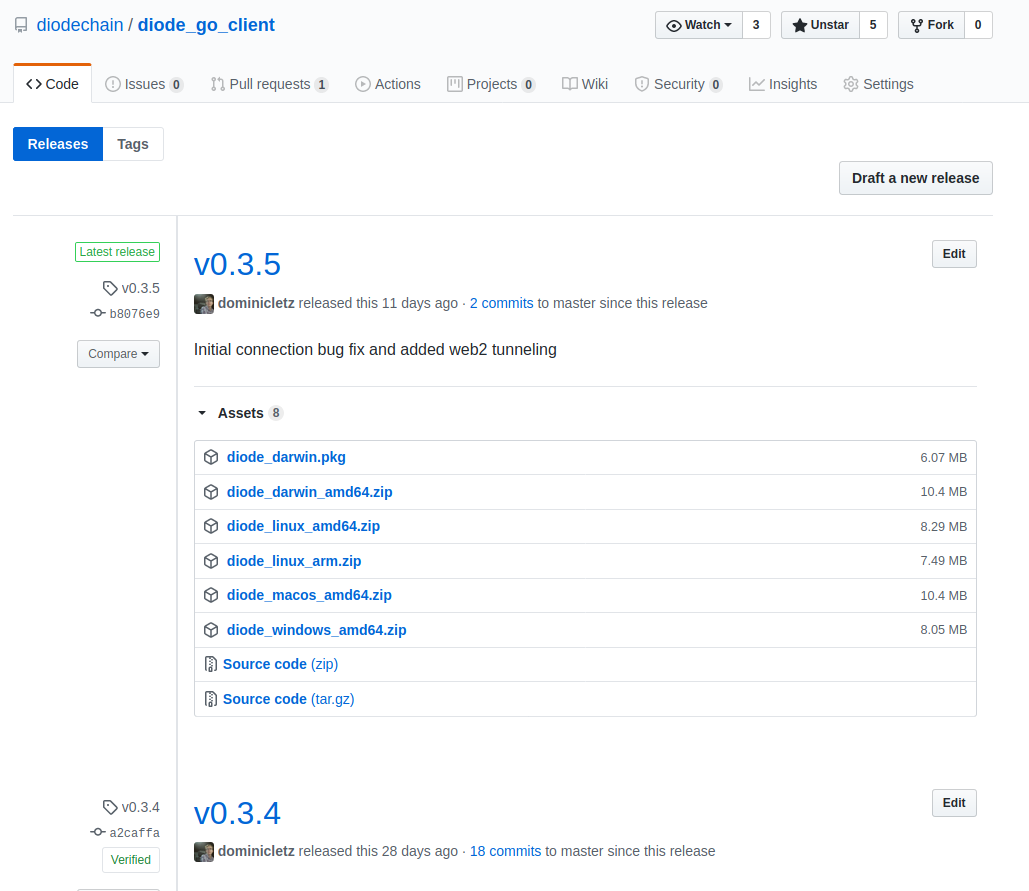 diodechain / diode_go_client
Watch 3 Unstar 5 Fork 0
Code Issues 0 Pull requests 1 Actions Projects 0 Wiki Security 0 Insights Settings
Releases Tags
Draft a new release
Latest release
v0.3.5
b8076e9
Compare
v0.3.5
Edit
dominicletz released this 11 days ago · 2 commits to master since this release
Initial connection bug fix and added web2 tunneling
Assets 8
diode_darwin.pkg 6.07 MB
diode_darwin_amd64.zip 10.4 MB
diode_linux_amd64.zip 8.29 MB
diode_linux_arm.zip 7.49 MB
diode_macos_amd64.zip 10.4 MB
diode_windows_amd64.zip 8.05 MB
Source code (zip)
Source code (tar.gz)
v0.3.4
a2caffa
Verified
v0.3.4
Edit
dominicletz released this 28 days ago · 18 commits to master since this release